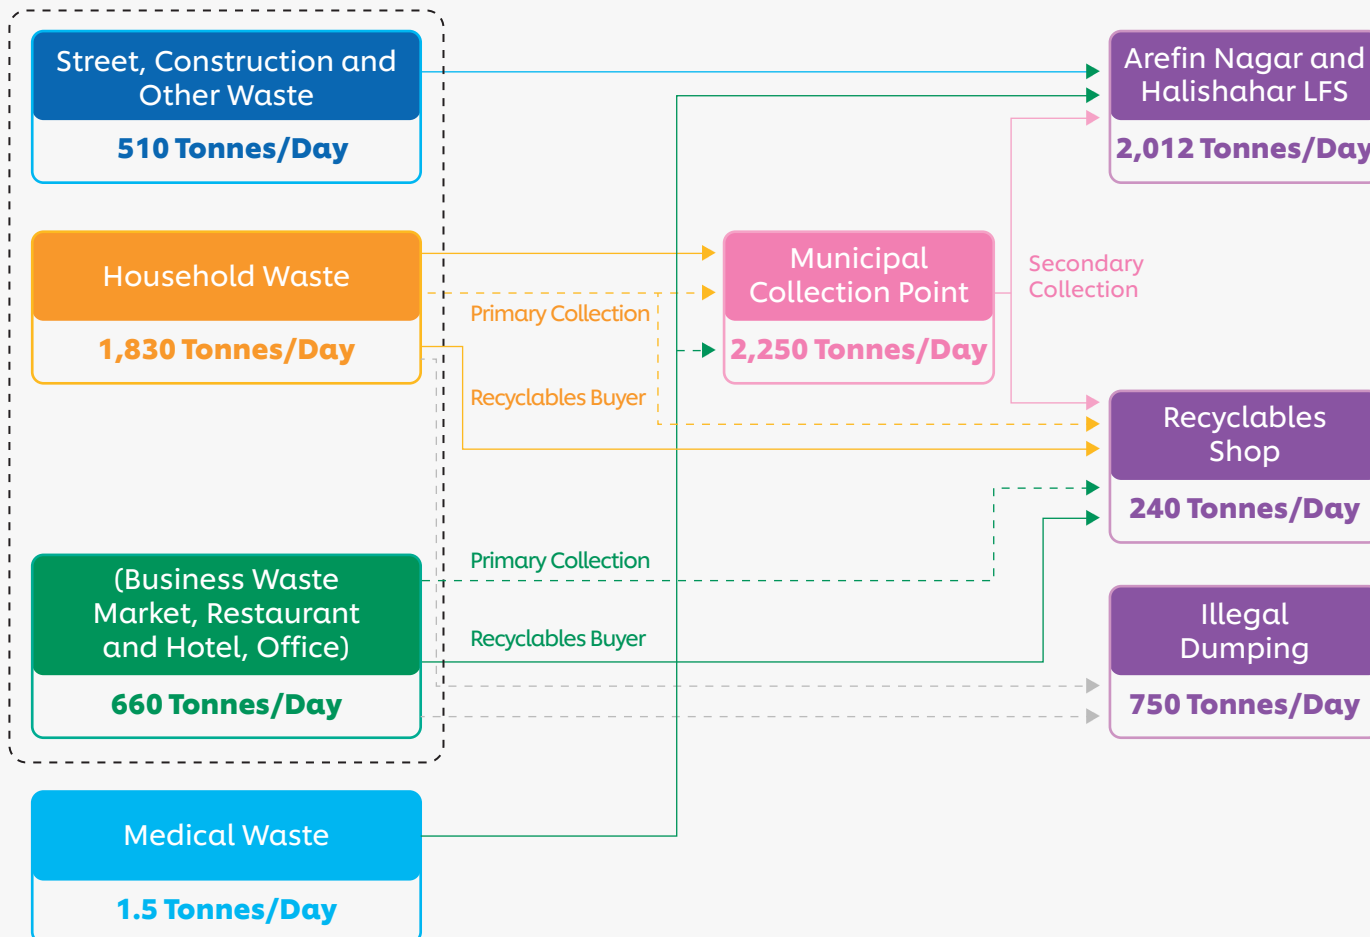 Street, Construction and
Other Waste
510 Tonnes/Day
Arefin Nagar and
Halishahar LFS
2,012 Tonnes/Day
Household Waste
1,830 Tonnes/Day
Primary Collection
Recyclables Buyer
Municipal
Collection Point
2,250 Tonnes/Day
Secondary
Collection
Recyclables
Shop
240 Tonnes/Day
(Business Waste
Market, Restaurant
and Hotel, Office)
660 Tonnes/Day
Primary Collection
Recyclables Buyer
Illegal
Dumping
750 Tonnes/Day
Medical Waste
1.5 Tonnes/Day